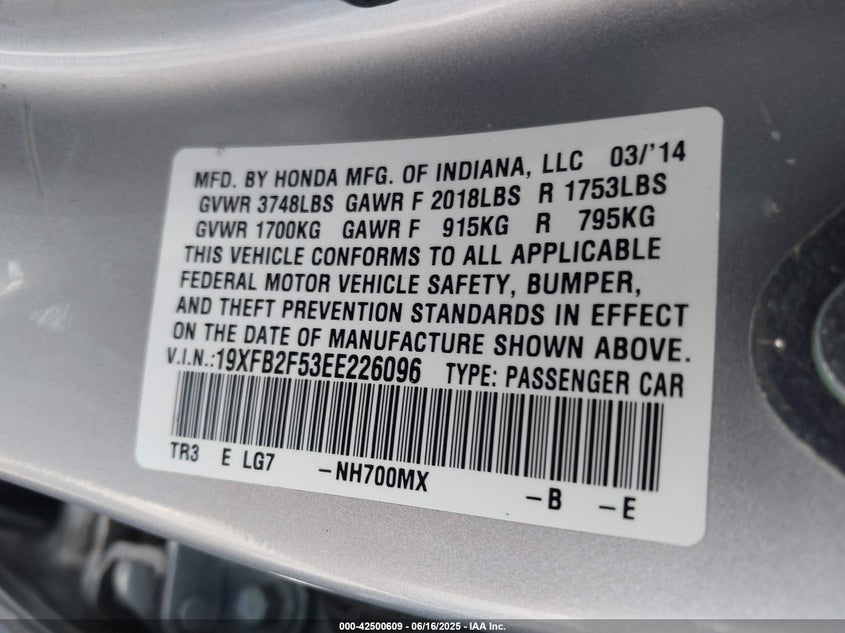 MFD. BY HONDA MFG. OF INDIANA, LLC 03/'14
GVWR 3748LBS GAWR F 2018LBS R 1753LBS
GVWR 1700KG GAWR F 915KG R 795KG
THIS VEHICLE CONFORMS TO ALL APPLICABLE
FEDERAL MOTOR VEHICLE SAFETY, BUMPER,
AND THEFT PREVENTION STANDARDS IN EFFECT
ON THE DATE OF MANUFACTURE SHOWN ABOVE.
V.I.N.:19XFB2F53EE226096 TYPE: PASSENGER CAR
TR3 E LG7 -NH700MX -B -E
000-42500609 - 06/16/2025 - IAA Inc.